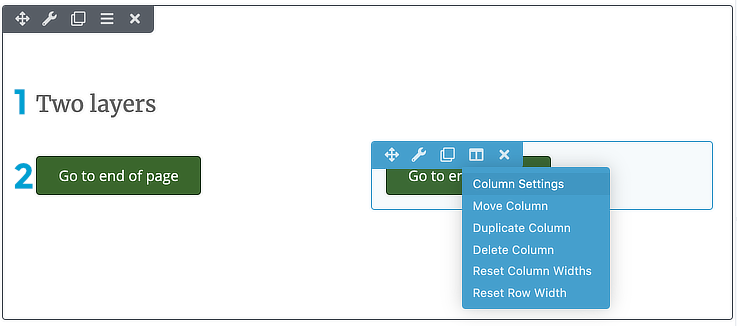 1 Two layers
2 Go to end of page
Go to en
Column Settings
Move Column
Duplicate Column
Delete Column
Reset Column Widths
Reset Row Width